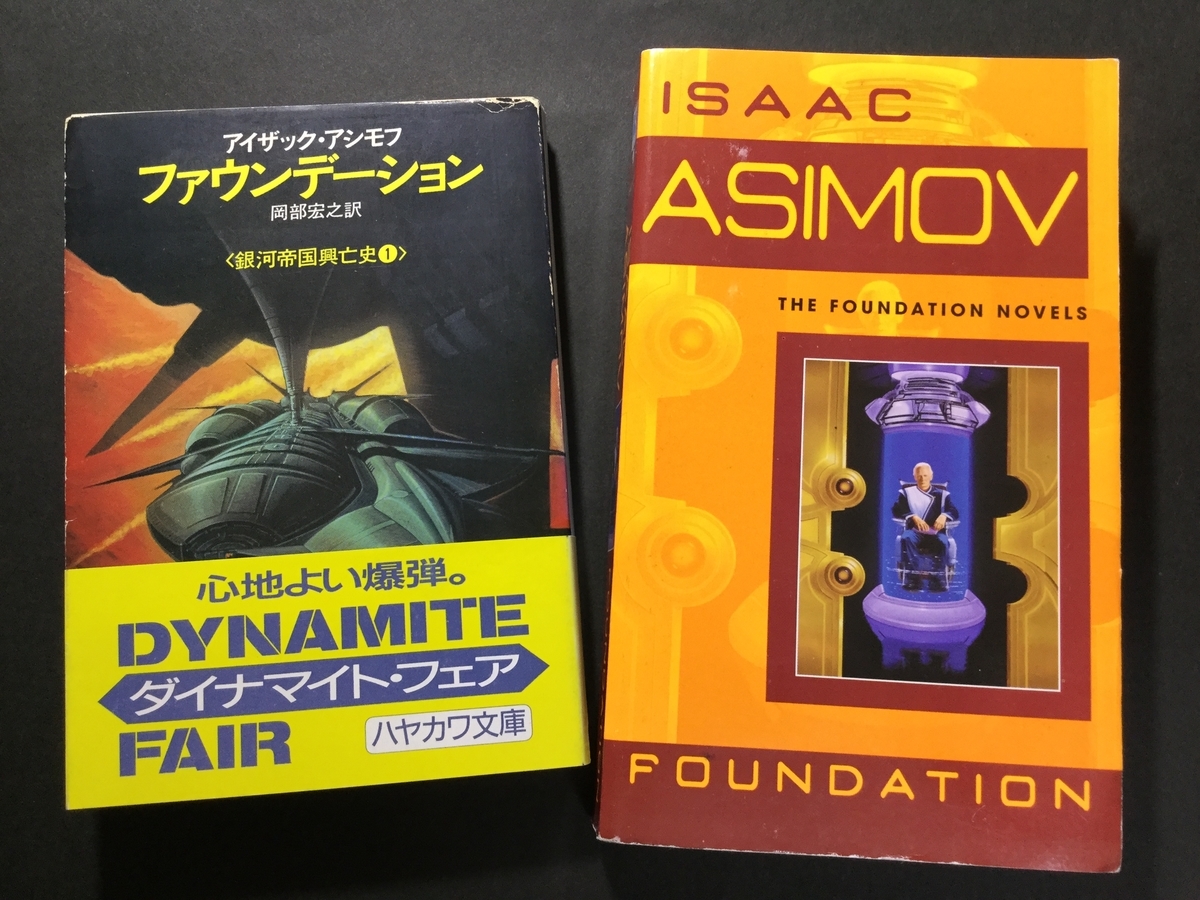 アイザック・アシモフ
ファウンデーション
岡部宏之訳
〈銀河帝国興亡史❶〉
心地よい爆弾。
DYNAMITE
ダイナマイト・フェア
FAIR
ハヤカワ文庫
ISAAC
ASIMOV
THE FOUNDATION NOVELS
FOUNDATION